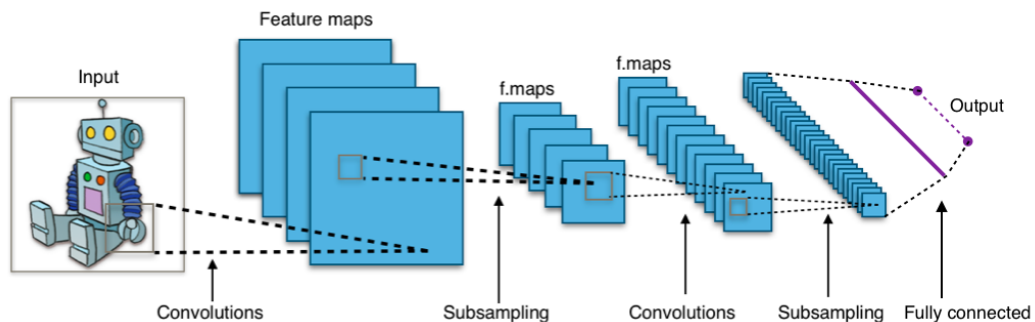 Feature maps
Input
f.maps
f.maps
Output
Convolutions
Subsampling
Convolutions
Subsampling
Fully connected